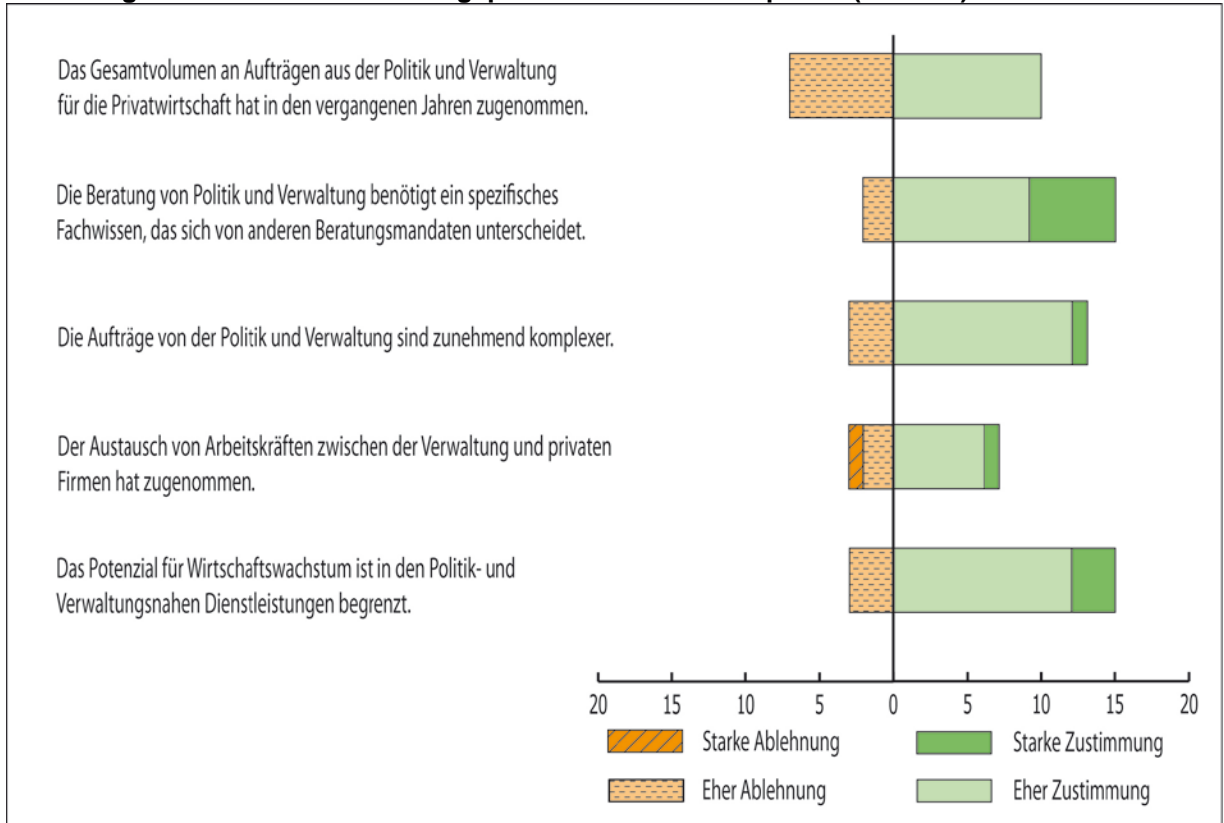 Das Gesamtvolumen an Aufträgen aus der Politik und Verwaltung
für die Privatwirtschaft hat in den vergangenen Jahren zugenommen.
Die Beratung von Politik und Verwaltung benötigt ein spezifisches
Fachwissen, das sich von anderen Beratungsmandaten unterscheidet.
Die Aufträge von der Politik und Verwaltung sind zunehmend komplexer.
Der Austausch von Arbeitskräften zwischen der Verwaltung und privaten
Firmen hat zugenommen.
Das Potenzial für Wirtschaftswachstum ist in den Politik- und
Verwaltungsnahen Dienstleistungen begrenzt.
20 15 10 5 0 5 10 15 20
Starke Ablehnung Starke Zustimmung
Eher Ablehnung Eher Zustimmung